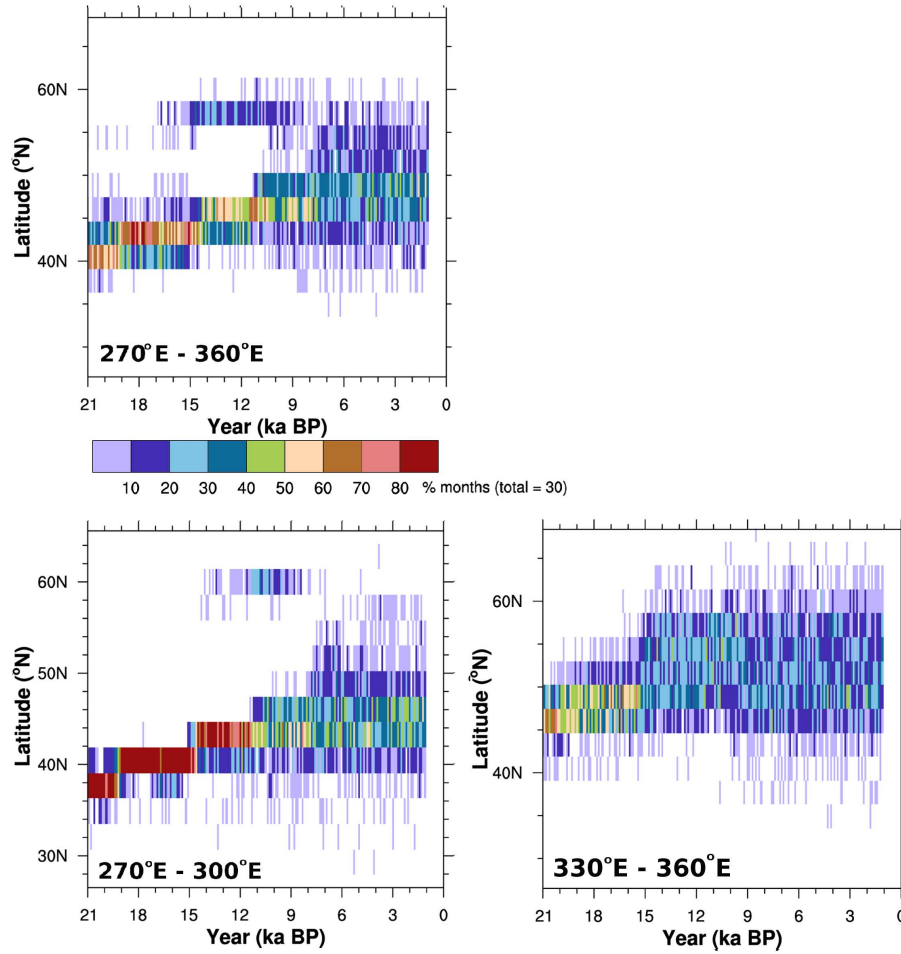 60N
40N
Latitude (°N)
270°E - 360°E
21 18 15 12 9 6 3 0
Year (ka BP)
10 20 30 40 50 60 70 80 % months (total = 30)
60N
50N
40N
30N
Latitude (°N)
270°E - 300°E
21 18 15 12 9 6 3 0
Year (ka BP)
60N
40N
Latitude (°N)
330°E - 360°E
21 18 15 12 9 6 3 0
Year (ka BP)